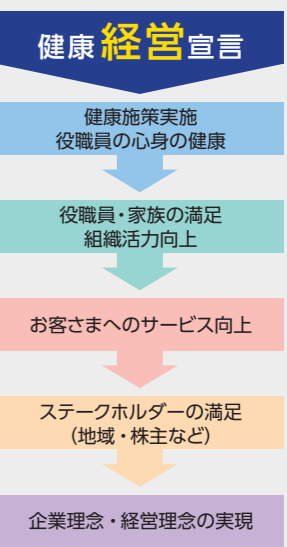 健康経営宣言
健康施策実施
役職員の心身の健康
役職員・家族の満足
組織活力向上
お客さまへのサービス向上
ステークホルダーの満足
(地域・株主など)
企業理念・経営理念の実現